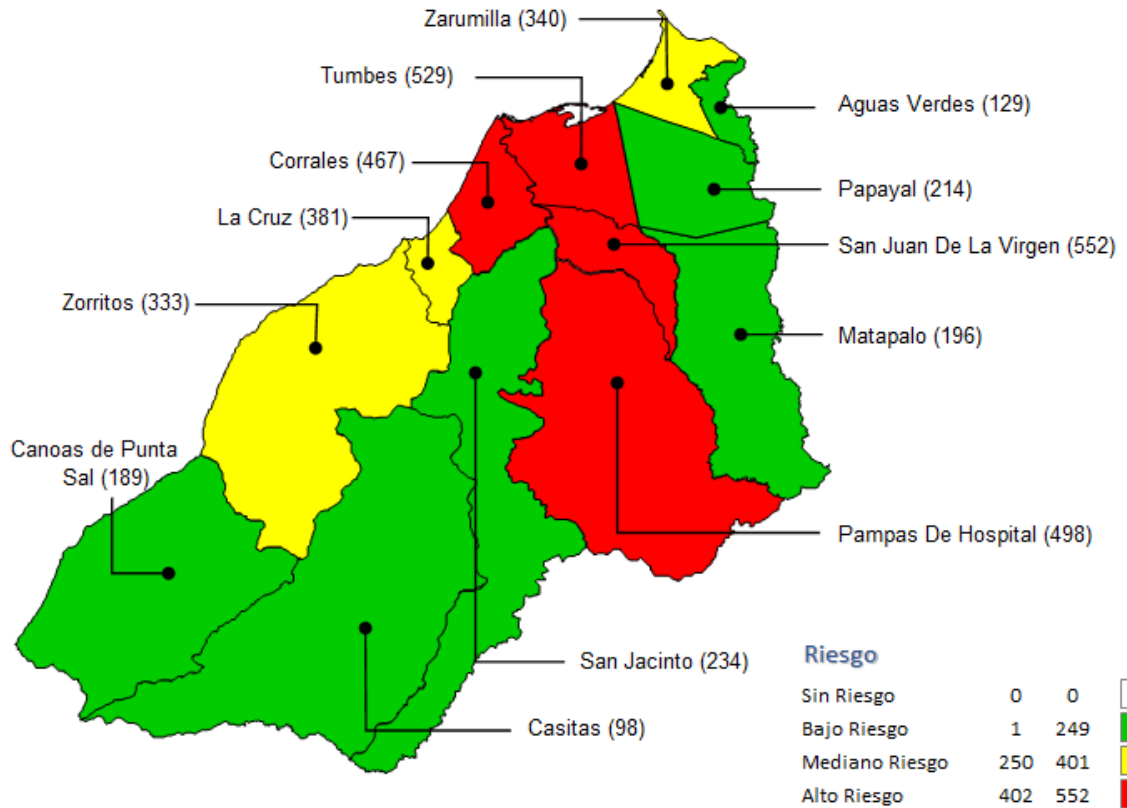 Zarumilla (340)
Tumbes (529)
Aguas Verdes (129)
Corrales (467)
Papayal (214)
La Cruz (381)
San Juan De La Virgen (552)
Zorritos (333)
Matapalo (196)
Canoas de Punta
Sal (189)
Pampas De Hospital (498)
San Jacinto (234)
Casitas (98)
Riesgo
Sin Riesgo 0 0
Bajo Riesgo 1 249
Mediano Riesgo 250 401
Alto Riesgo 402 552